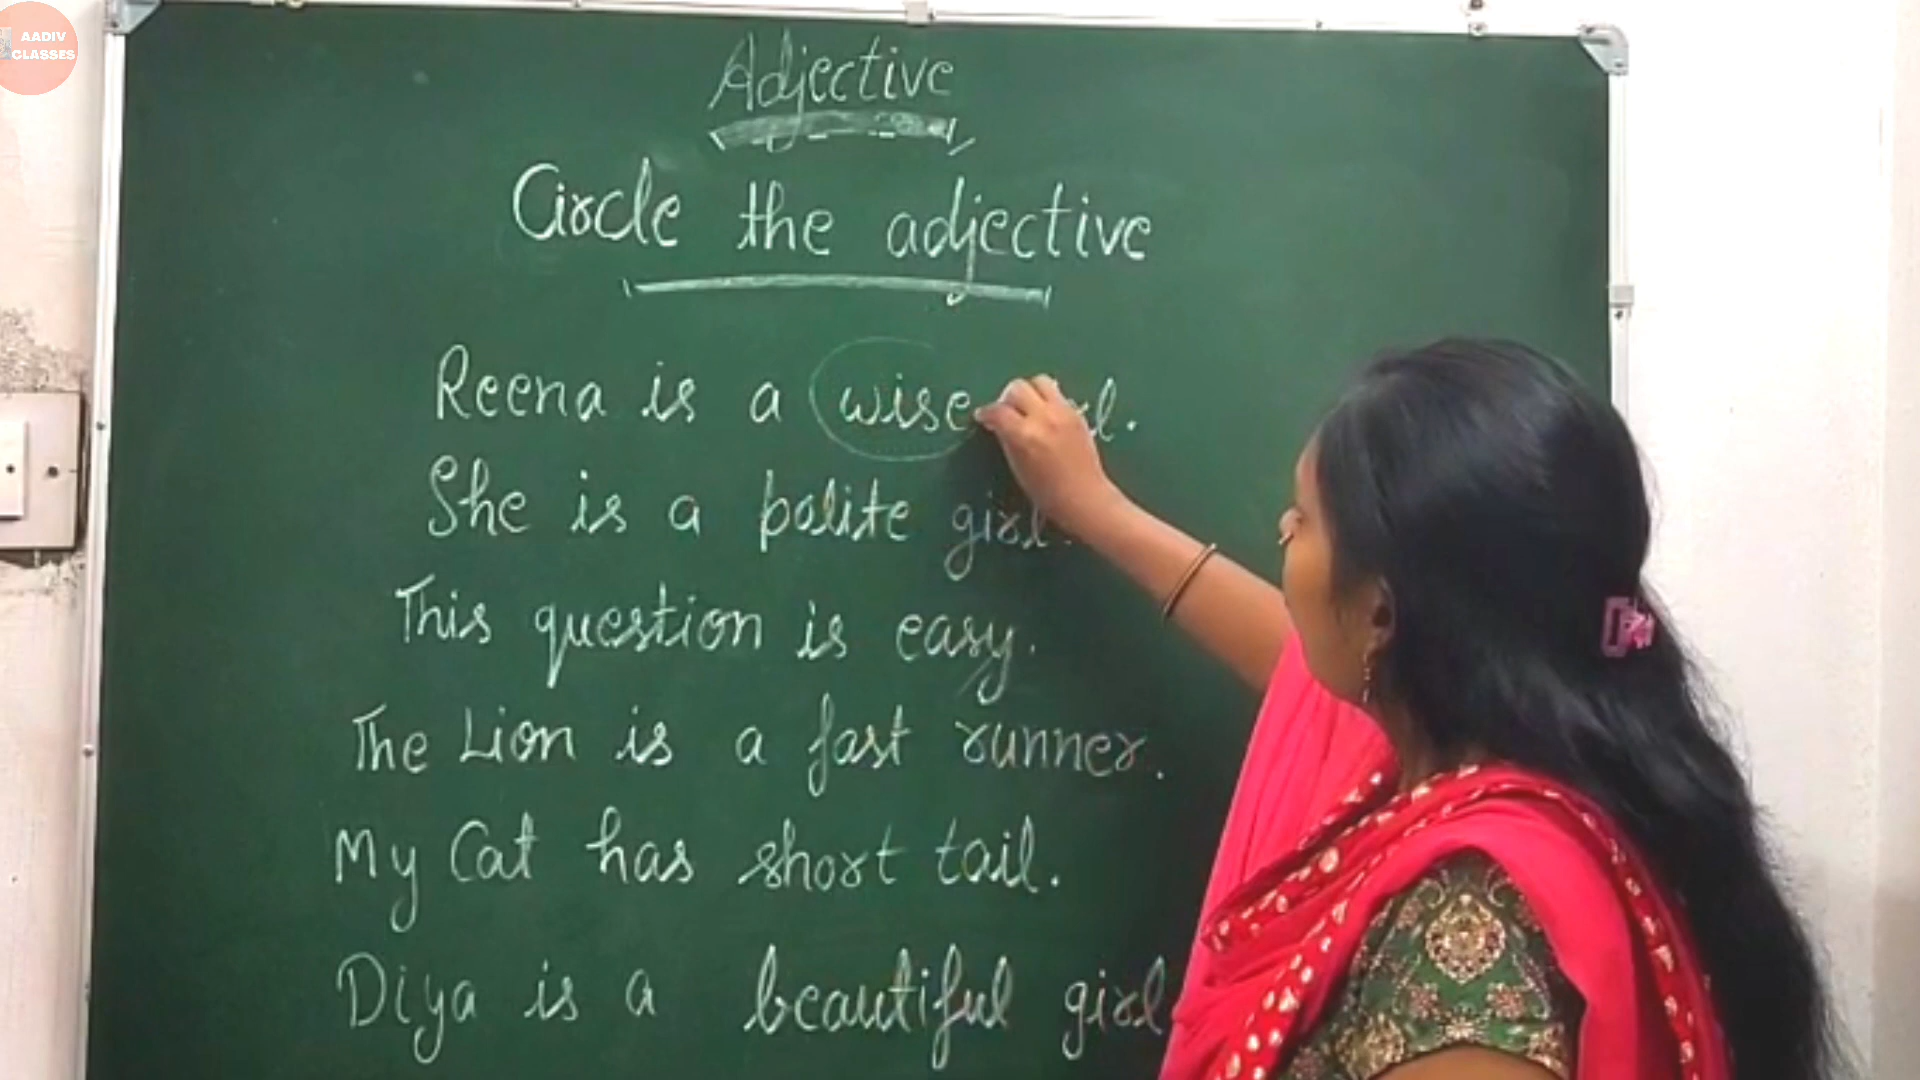 AADIV
CLASSES
Adjective
Circle the adjective
Reena is a wise
She is a polite girl.
This question is easy.
The Lion is a fast runner.
My Cat has short tail.
Diya is a beautiful girl